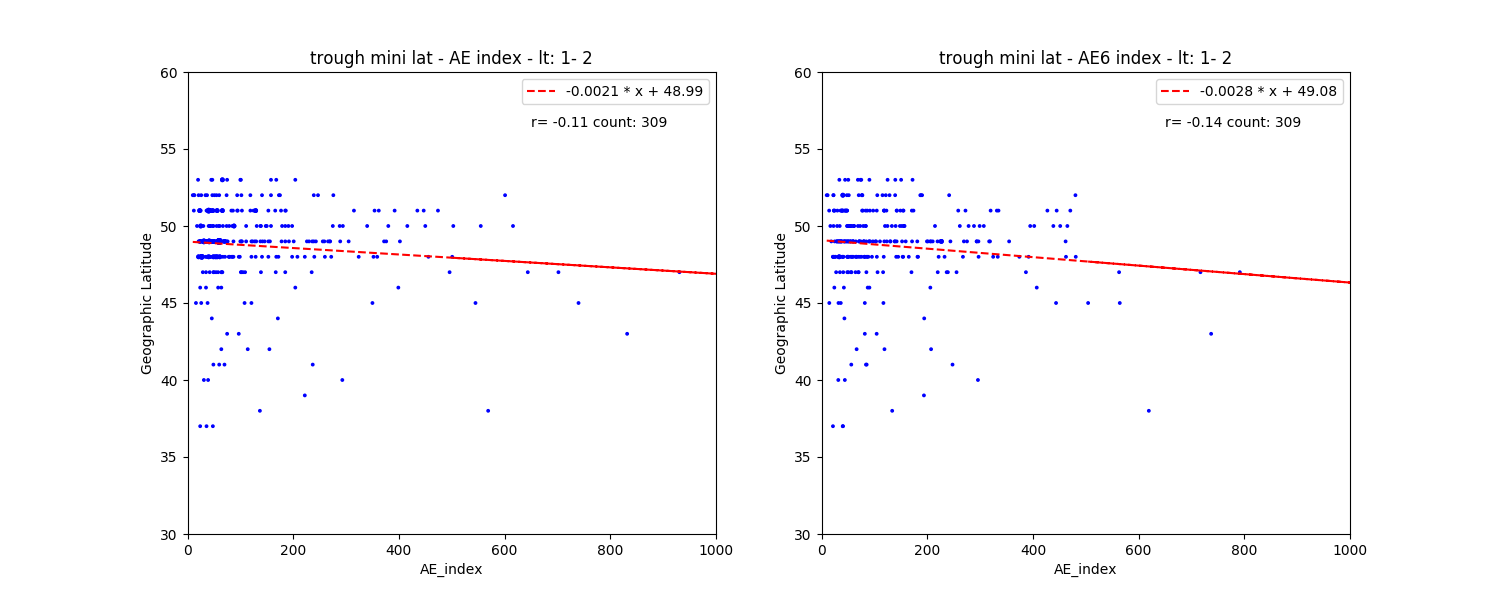 trough mini lat - AE index - lt: 1- 2
-0.0021 * x + 48.99
r= -0.11 count: 309
60
55
50
45
40
35
30
Geographic Latitude
0 200 400 600 800 1000
AE_index
trough mini lat - AE6 index - lt: 1- 2
-0.0028 * x + 49.08
r= -0.14 count: 309
60
55
50
45
40
35
30
Geographic Latitude
0 200 400 600 800 1000
AE_index